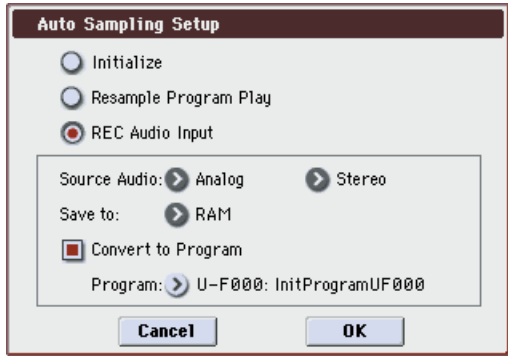 Auto Sampling Setup
Initialize
Resample Program Play
REC Audio Input
Source Audio: Analog Stereo
Save to: RAM
Convert to Program
Program: U-F000: InitProgramUF000
Cancel OK